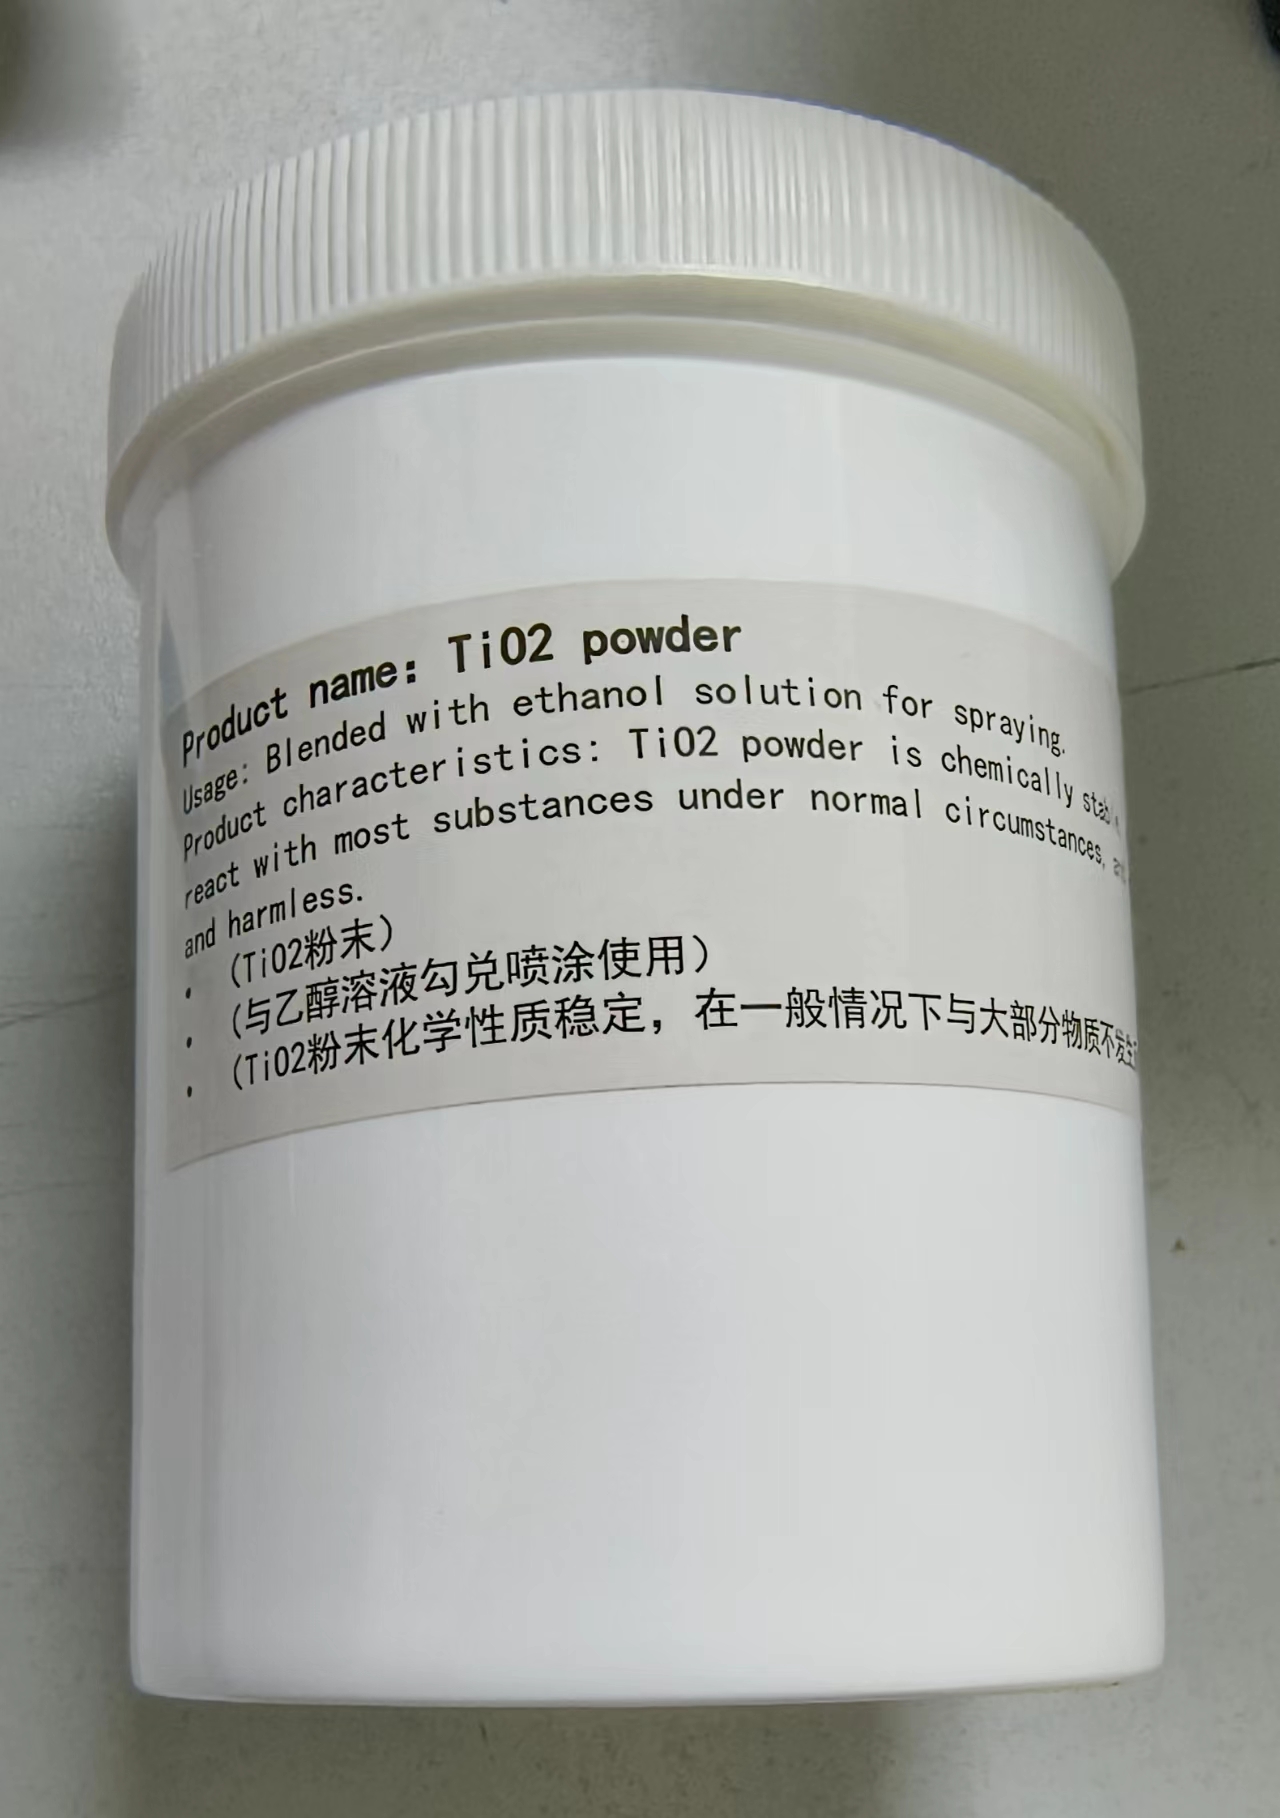 Product name: TiO2 powder
Usage: Blended with ethanol solution for spraying.
Product characteristics: TiO2 powder is chemically
react with most substances under normal circumstances,
and harmless.
• (TiO2粉末)
• (与乙醇溶液勾兑喷涂使用)
• (TiO2粉末化学性质稳定，在一般情况下与大部分物质不发生